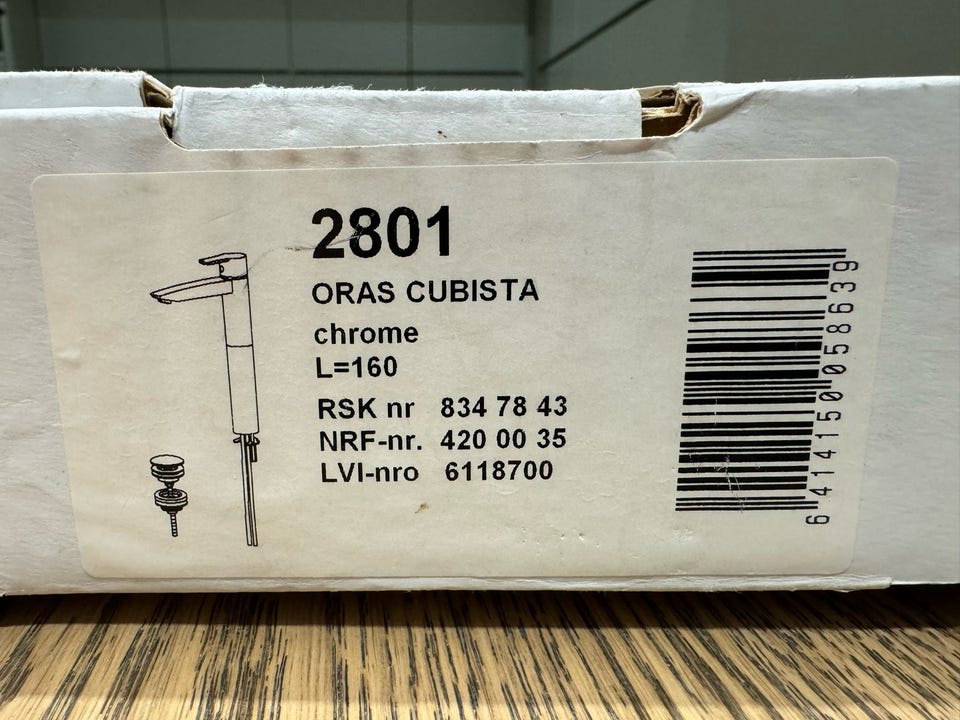 2801
ORAS CUBISTA
chrome
L=160
RSK nr 834 78 43
NRF-nr. 420 00 35
LVI-nro 6118700
6414150058639